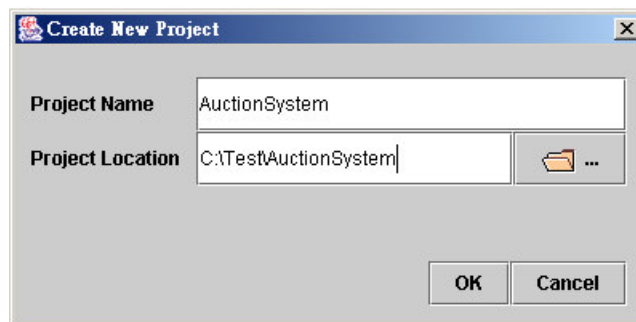 Create New Project
Project Name AuctionSystem
Project Location C:\Test\AuctionSystem ...
OK Cancel